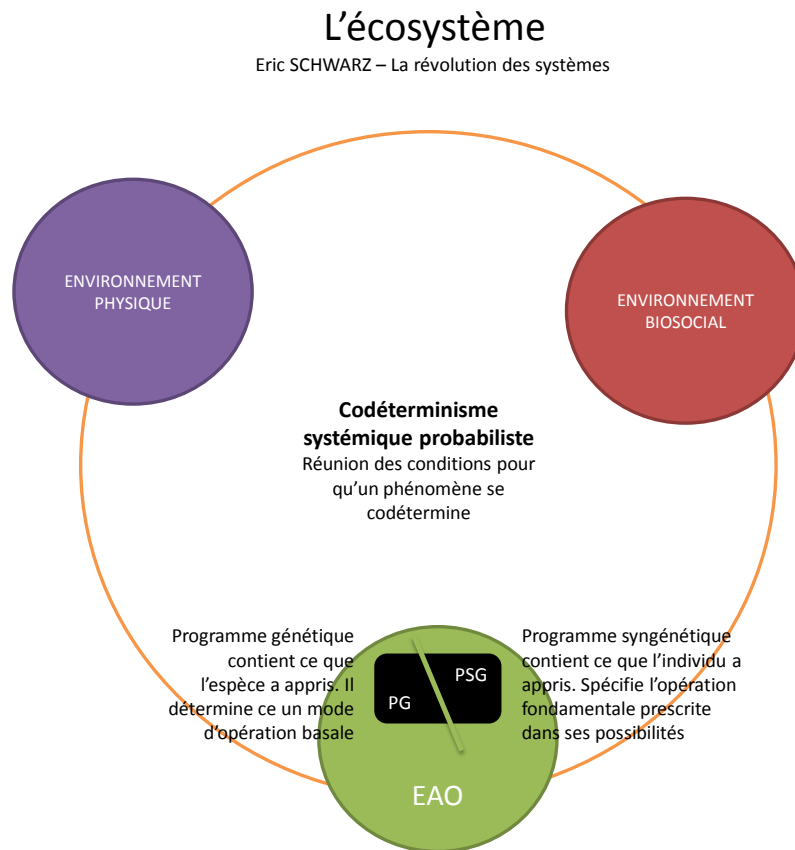 L’écosystème
Eric SCHWARZ – La révolution des systèmes
ENVIRONNEMENT
PHYSIQUE
ENVIRONNEMENT
BIOSOCIAL
Codéterminisme
systémique probabiliste
Réunion des conditions pour
qu’un phénomène se
codétermine
Programme génétique
contient ce que
l’espèce a appris. Il
détermine ce un mode
d’opération basale
PSG
PG
EAO
Programme syngénétique
contient ce que l’individu a
appris. Spécifie l’opération
fondamentale prescrite
dans ses possibilités